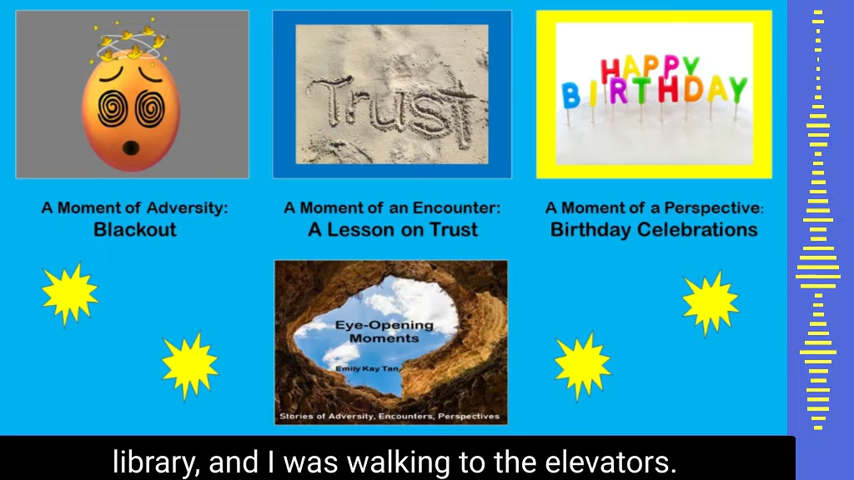 Trust
HAPPY
BIRTHDAY
A Moment of Adversity:
Blackout
A Moment of an Encounter:
A Lesson on Trust
A Moment of a Perspective:
Birthday Celebrations
Eye-Opening
Moments
Emily Kay Tan
Stories of Adversity, Encounters, Perspectives
library, and I was walking to the elevators.